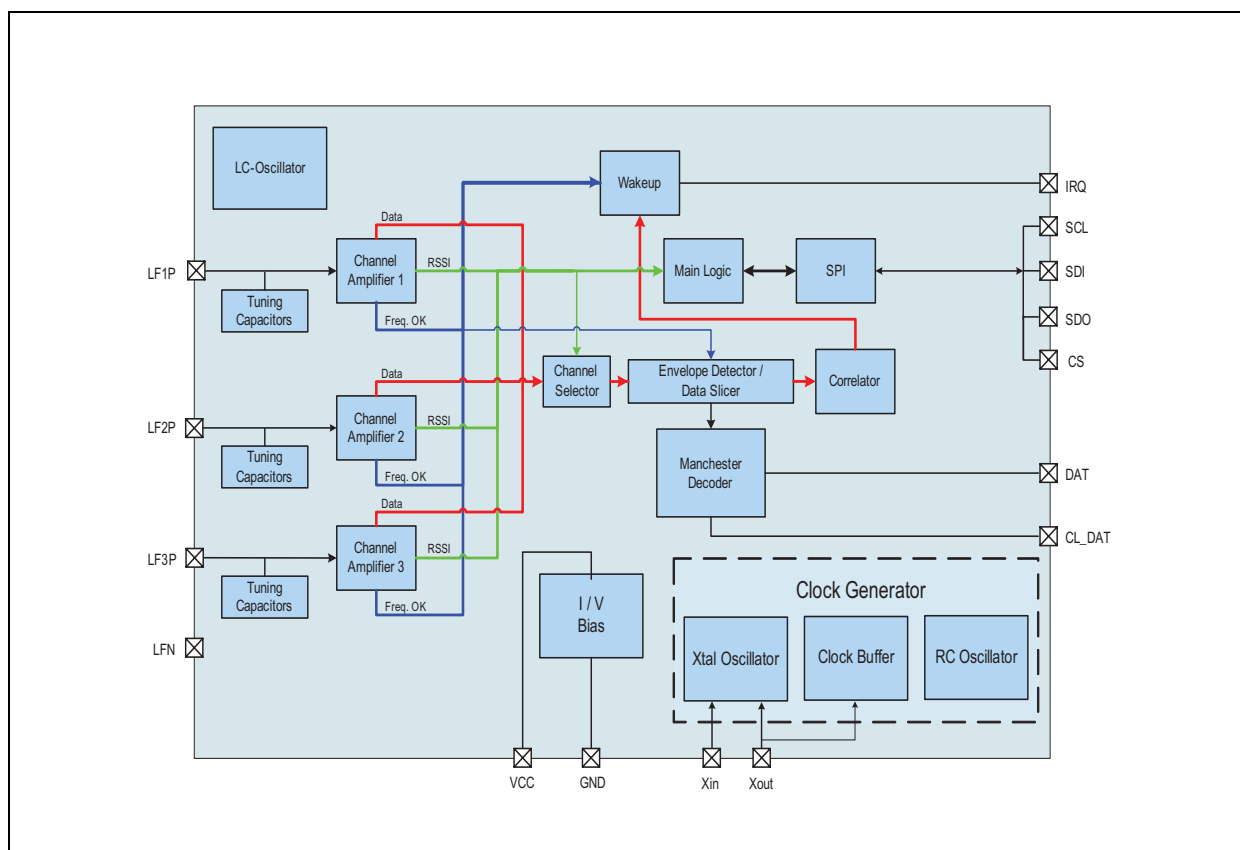 LC-Oscillator
Wakeup
IRQ
Data
SCL
Channel
Amplifier 1
RSSI
Main Logic
SPI
LF1P
SDI
Tuning
Capacitors
Freq. OK
SDO
CS
Data
Channel
Selector
Envelope Detector /
Data Slicer
Correlator
Channel
Amplifier 2
RSSI
LF2P
Tuning
Capacitors
Freq. OK
Manchester
Decoder
DAT
Data
CL_DAT
Channel
Amplifier 3
RSSI
LF3P
Tuning
Capacitors
Freq. OK
I / V
Bias
Clock Generator
LFN
Xtal Oscillator
Clock Buffer
RC Oscillator
VCC
GND
Xin
Xout